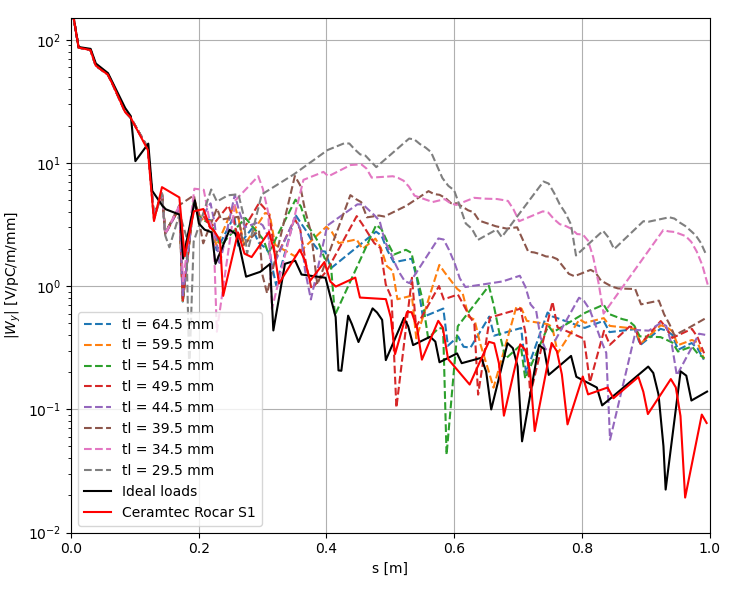 |W_y| [V/pC/m/mm]
10²
10¹
10⁰
10⁻¹
10⁻²
tl = 64.5 mm
tl = 59.5 mm
tl = 54.5 mm
tl = 49.5 mm
tl = 44.5 mm
tl = 39.5 mm
tl = 34.5 mm
tl = 29.5 mm
Ideal loads
Ceramtec Rocar S1
0.0 0.2 0.4 0.6 0.8 1.0
s [m]